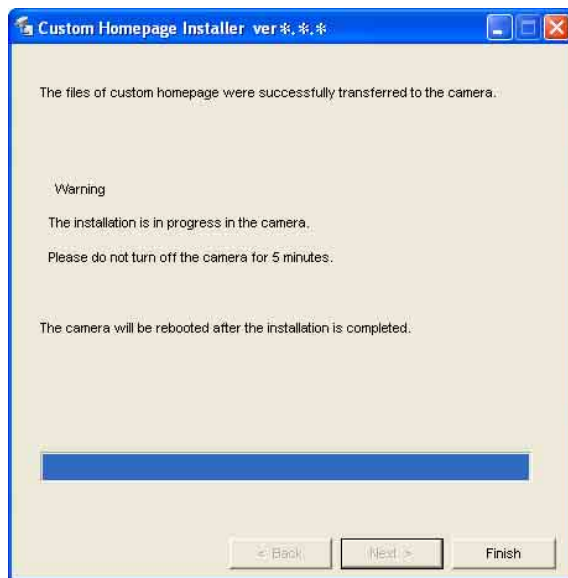 Custom Homepage Installer ver*.*.*
The files of custom homepage were successfully transferred to the camera.
Warning
The installation is in progress in the camera.
Please do not turn off the camera for 5 minutes.
The camera will be rebooted after the installation is completed.
< Back Next > Finish